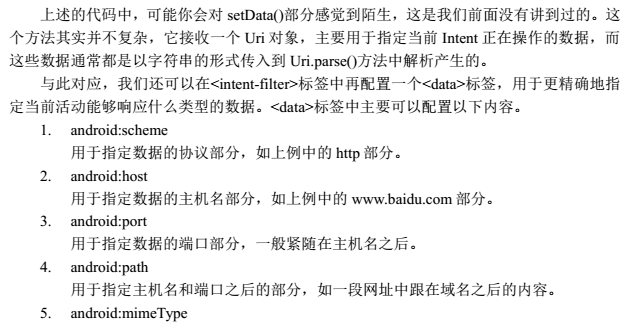 上述的代码中，可能你会对 setData()部分感觉到陌生，这是我们前面没有讲到过的。这
个方法其实并不复杂，它接收一个 Uri 对象，主要用于指定当前 Intent 正在操作的数据，而
这些数据通常都是以字符串的形式传入到 Uri.parse()方法中解析产生的。
与此对应，我们还可以在<intent-filter>标签中再配置一个<data>标签，用于更精确地指
定当前活动能够响应什么类型的数据。<data>标签中主要可以配置以下内容。
1. android:scheme
用于指定数据的协议部分，如上例中的 http 部分。
2. android:host
用于指定数据的主机名部分，如上例中的 www.baidu.com 部分。
3. android:port
用于指定数据的端口部分，一般紧随在主机名之后。
4. android:path
用于指定主机名和端口之后的部分，如一段网址中跟在域名之后的内容。
5. android:mimeType